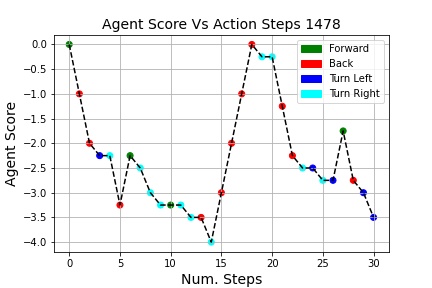 Agent Score Vs Action Steps 1478
Agent Score
0.0
−0.5
−1.0
−1.5
−2.0
−2.5
−3.0
−3.5
−4.0
Forward
Back
Turn Left
Turn Right
0 5 10 15 20 25 30
Num. Steps